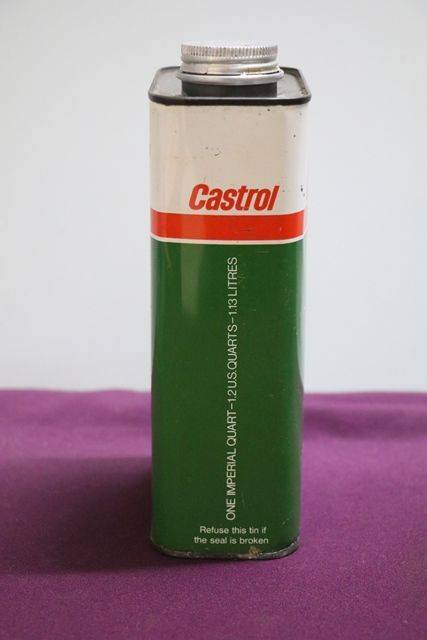 Castrol
ONE IMPERIAL QUART–1.2 U.S.QUARTS–1.13 LITRES
Refuse this tin if
the seal is broken